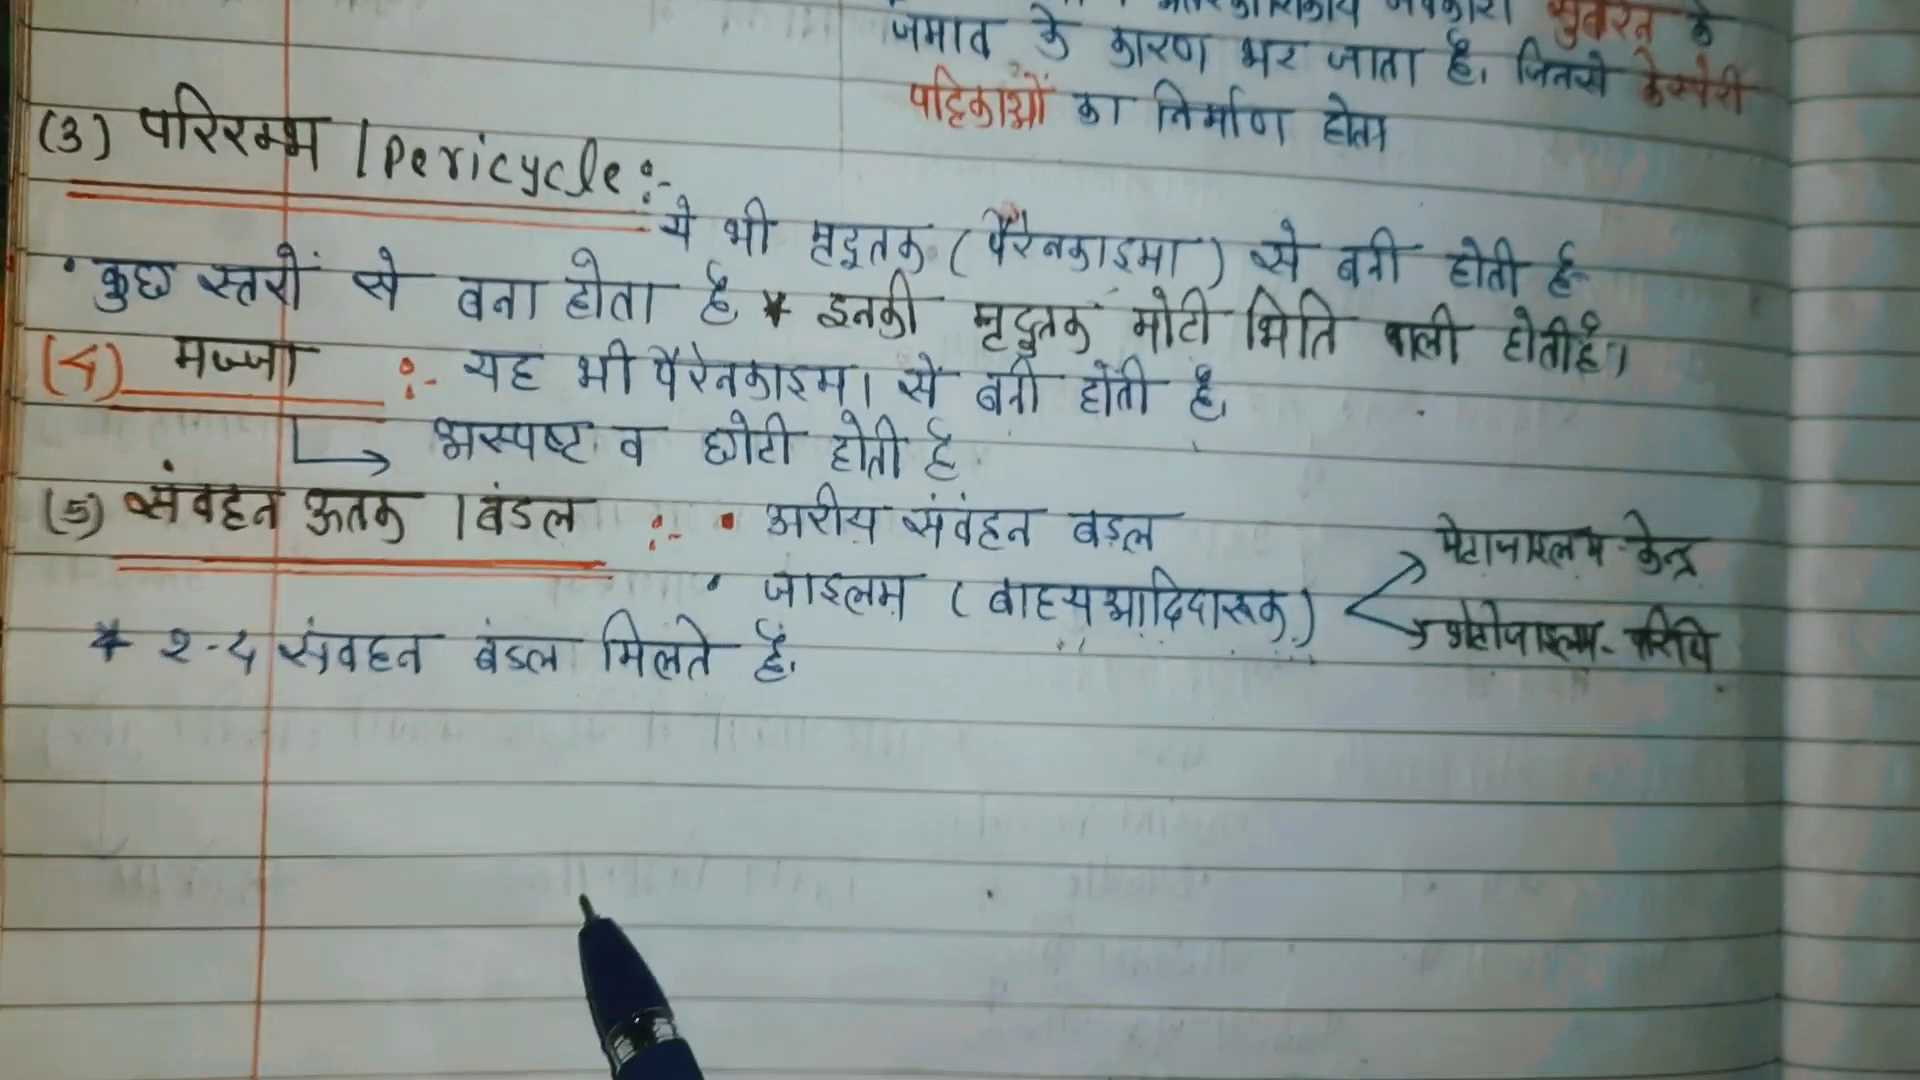 के
जमाव के कारण भर जाता है। जिससे केस्पेरी
पट्टिकाओं का निर्माण होता
(3) परिरम्भ / Pericycle :-
ये भी मृदूतक (पैरेनकाइमा) से बनी होती है
• कुछ स्तरों से बना होता है * इनकी मृदूतक मोटी भिति वाली होती है।
(4) मज्जा :- यह भी पैरेनकाइमा से बनी होती है,
↳ अस्पष्ट व छोटी होती है
(5) संवहन ऊतक / बंडल :- • अरीय संवहन बंडल
• जाइलम (बाह्यआदिदारूक)
मेटाजाइलम - केन्द्र
प्रोटोजाइलम - परिधि
* 2-4 संवहन बंडल मिलते है,